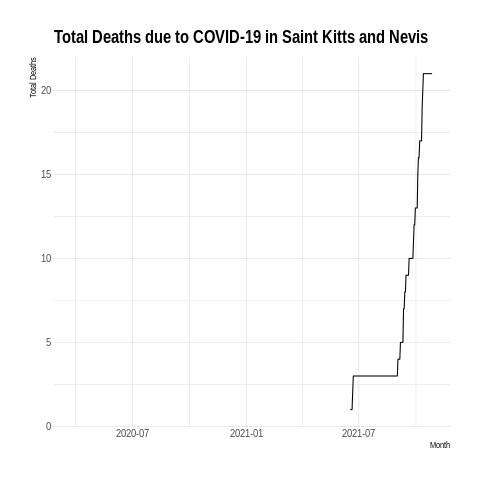 Total Deaths due to COVID-19 in Saint Kitts and Nevis
Total Deaths
20
15
10
5
0
2020-07
2021-01
2021-07
Month